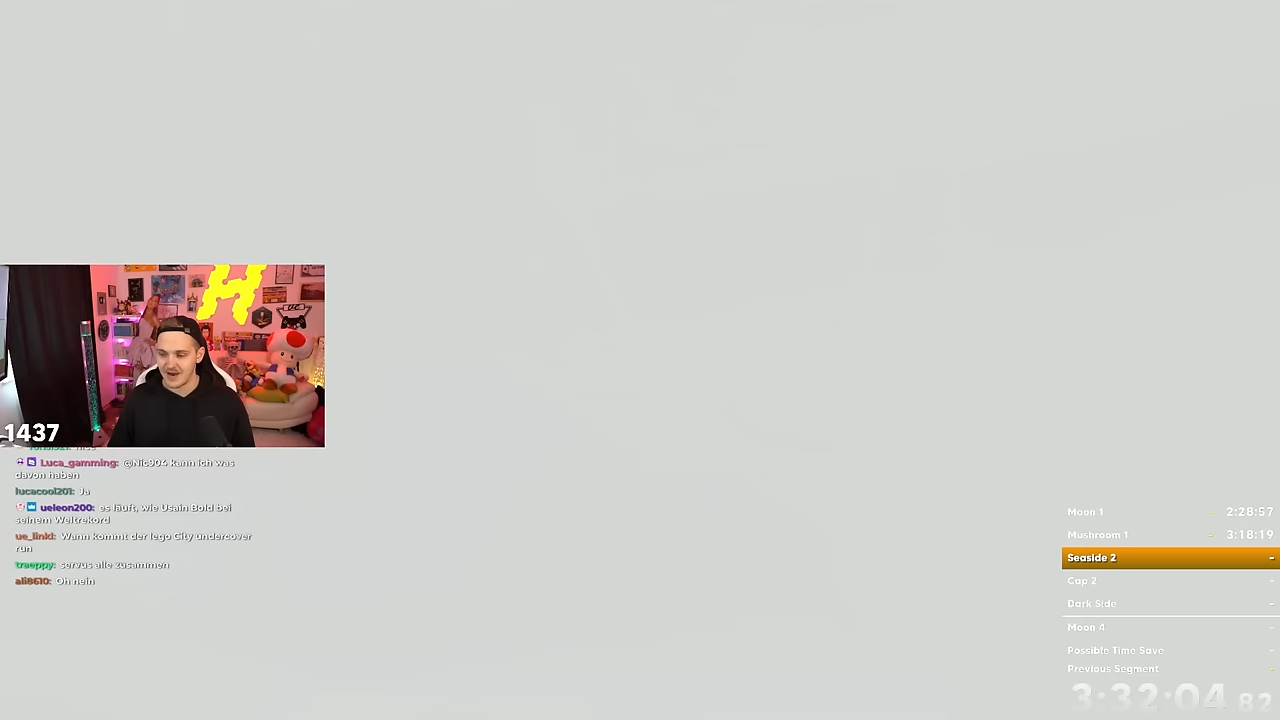 H
UE
1437
Luca_gamming: @Nic904 kann ich was
davon haben
lucacool201: Ja
ueleon200: es läuft, wie Usain Bold bei
seinem Weltrekord
ue_linkl: Wann kommt der lego City undercover
run
traeppy: servus alle zusammen
ali8610: Oh nein
Moon 1 - 2:28:57
Mushroom 1 - 3:18:19
Seaside 2 -
Cap 2 -
Dark Side -
Moon 4 -
Possible Time Save -
Previous Segment -
3:32:04 82